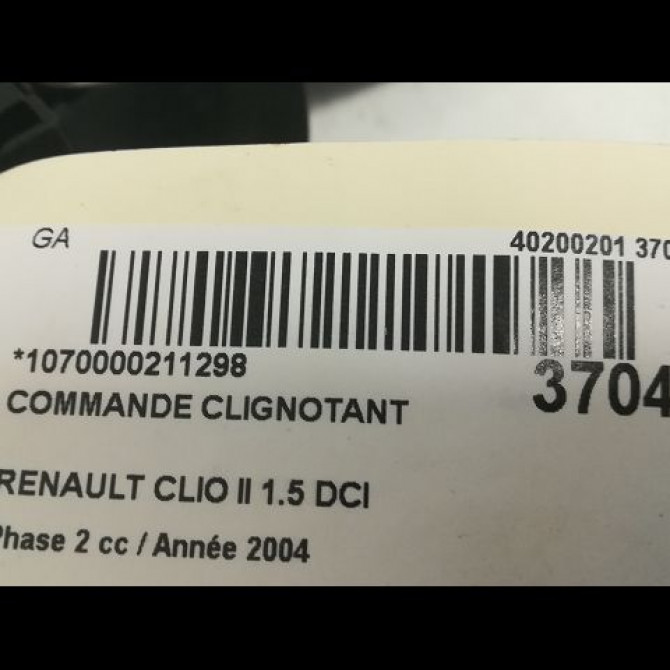 GA
40200201 370
*1070000211298
3704
COMMANDE CLIGNOTANT
RENAULT CLIO II 1.5 DCI
Phase 2 cc / Année 2004